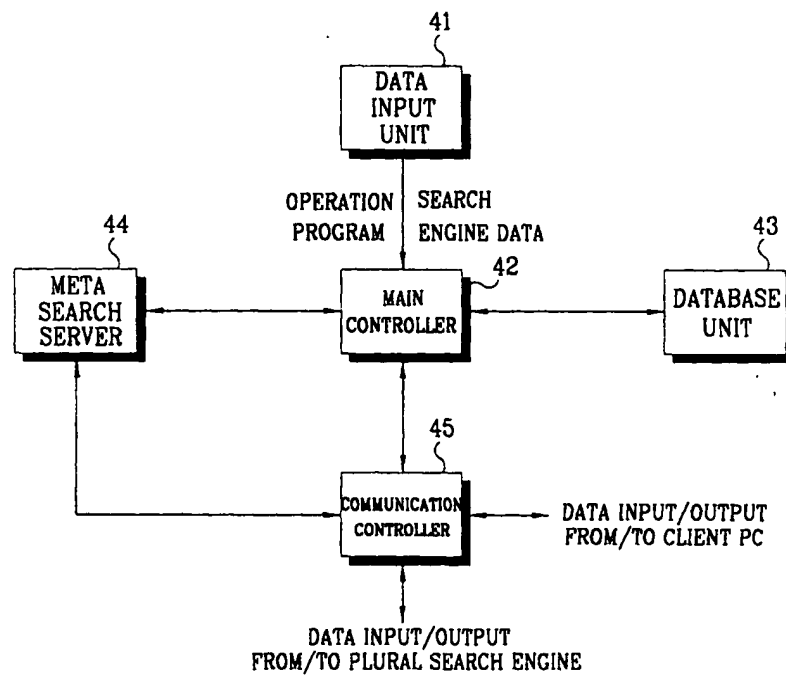 41
DATA
INPUT
UNIT
OPERATION SEARCH
PROGRAM ENGINE DATA
44
42
43
META
SEARCH
SERVER
MAIN
CONTROLLER
DATABASE
UNIT
45
COMMUNICATION
CONTROLLER
DATA INPUT/OUTPUT
FROM/TO CLIENT PC
DATA INPUT/OUTPUT
FROM/TO PLURAL SEARCH ENGINE